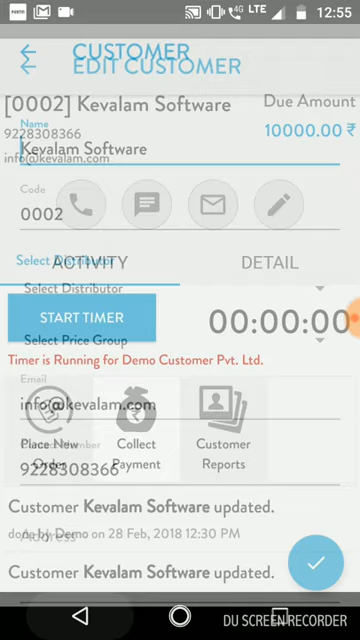 4G LTE 12:55
CUSTOMER
EDIT CUSTOMER
[0002] Kevalam Software
Due Amount
Name
9228308366
10000.00 ₹
Kevalam Software
info@kevalam.com
Code
0002
Select Distributor
ACTIVITY
DETAIL
Select Distributor
START TIMER
00:00:00
Select Price Group
Timer is Running for Demo Customer Pvt. Ltd.
Email
info@kevalam.com
Place New
Order
Collect
Payment
Customer
Reports
Number
9228308366
Customer Kevalam Software updated.
done by Demo on 28 Feb, 2018 12:30 PM
Address
Customer Kevalam Software updated.
DU SCREEN RECORDER